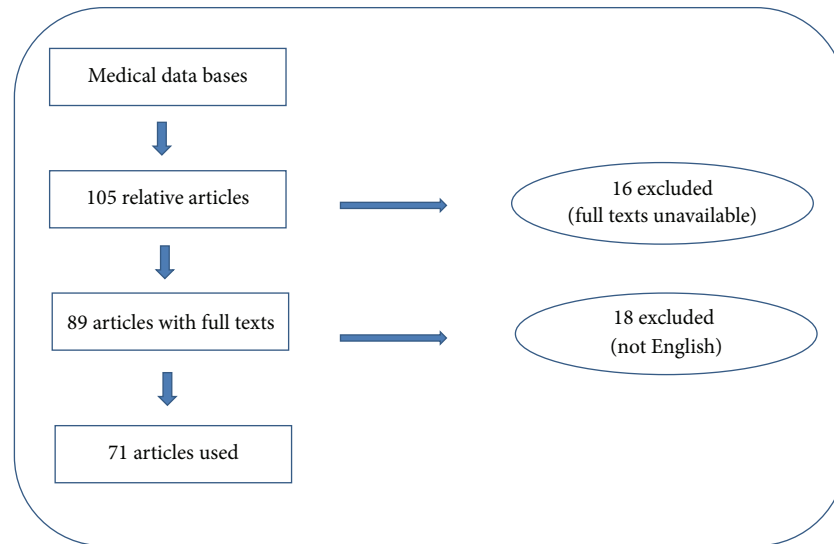 Medical data bases
105 relative articles
16 excluded
(full texts unavailable)
89 articles with full texts
18 excluded
(not English)
71 articles used